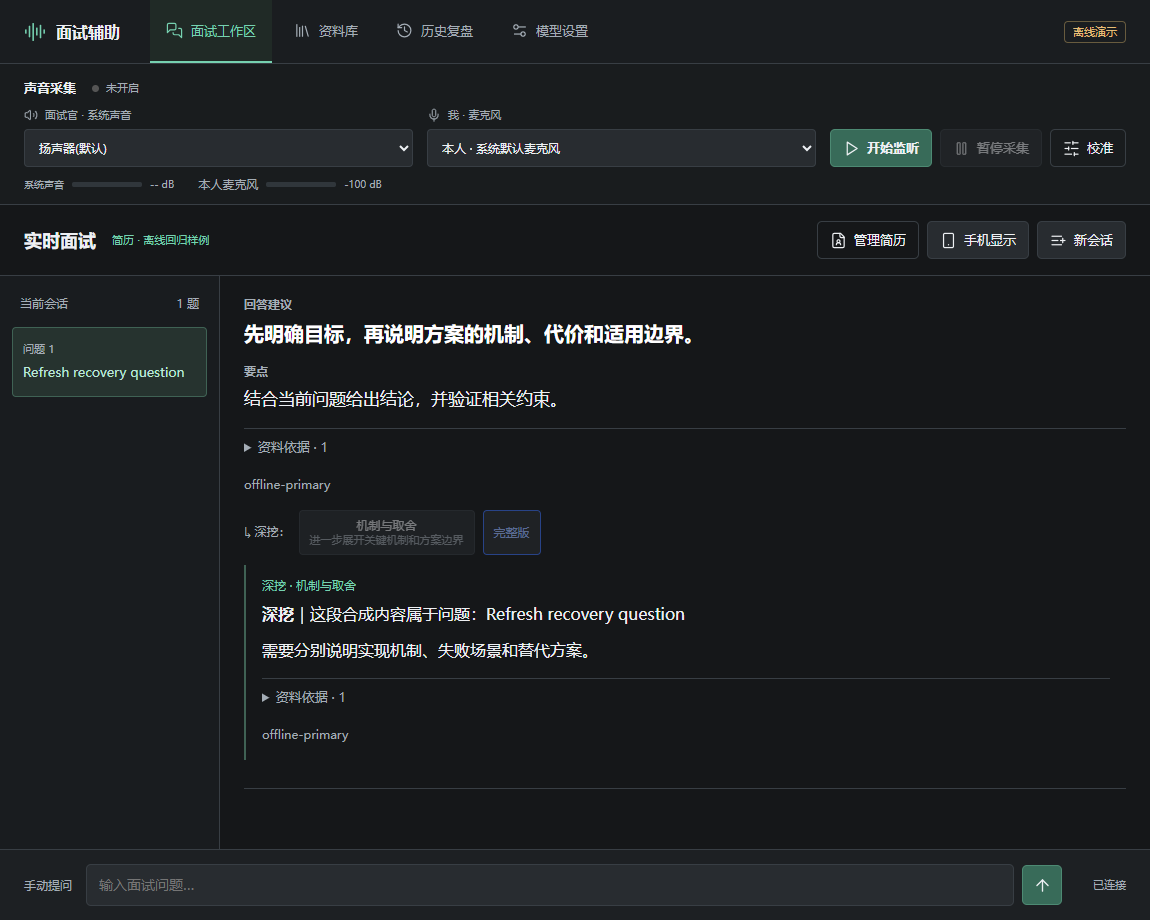 面试辅助
面试工作区
资料库
历史复盘
模型设置
离线演示
声音采集
未开启
面试官 · 系统声音
我 · 麦克风
扬声器(默认)
本人 · 系统默认麦克风
开始监听
暂停采集
校准
系统声音
-- dB
本人麦克风
-100 dB
实时面试
简历 · 离线回归样例
管理简历
手机显示
新会话
当前会话
1 题
问题 1
Refresh recovery question
回答建议
先明确目标，再说明方案的机制、代价和适用边界。
要点
结合当前问题给出结论，并验证相关约束。
▶ 资料依据 · 1
offline-primary
↳ 深挖：
机制与取舍
进一步展开关键机制和方案边界
完整版
深挖 · 机制与取舍
深挖 | 这段合成内容属于问题：Refresh recovery question
需要分别说明实现机制、失败场景和替代方案。
▶ 资料依据 · 1
offline-primary
手动提问
输入面试问题...
已连接